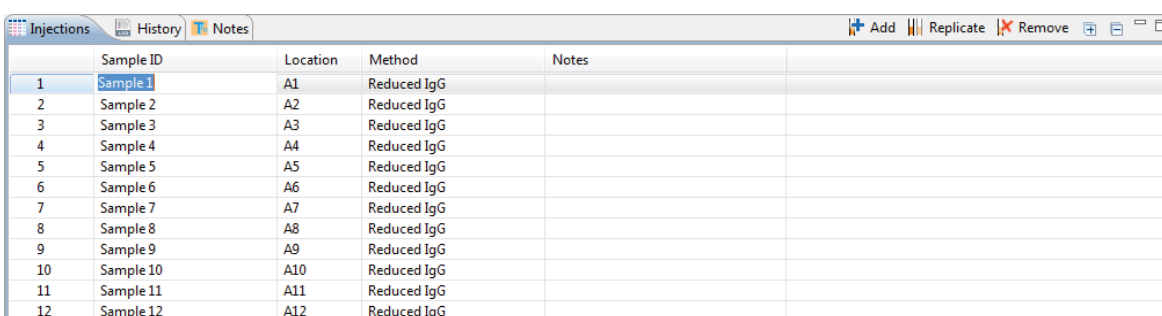 Injections History Notes Add Replicate Remove
Sample ID Location Method Notes
1 Sample 1 A1 Reduced IgG
2 Sample 2 A2 Reduced IgG
3 Sample 3 A3 Reduced IgG
4 Sample 4 A4 Reduced IgG
5 Sample 5 A5 Reduced IgG
6 Sample 6 A6 Reduced IgG
7 Sample 7 A7 Reduced IgG
8 Sample 8 A8 Reduced IgG
9 Sample 9 A9 Reduced IgG
10 Sample 10 A10 Reduced IgG
11 Sample 11 A11 Reduced IgG
12 Sample 12 A12 Reduced IgG